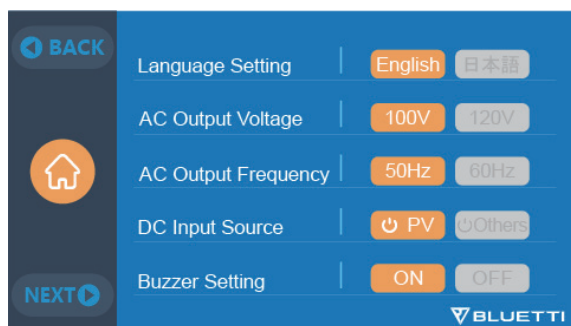 BACK
Language Setting English 日本語
AC Output Voltage 100V 120V
AC Output Frequency 50Hz 60Hz
DC Input Source PV Others
Buzzer Setting ON OFF
NEXT
BLUETTI